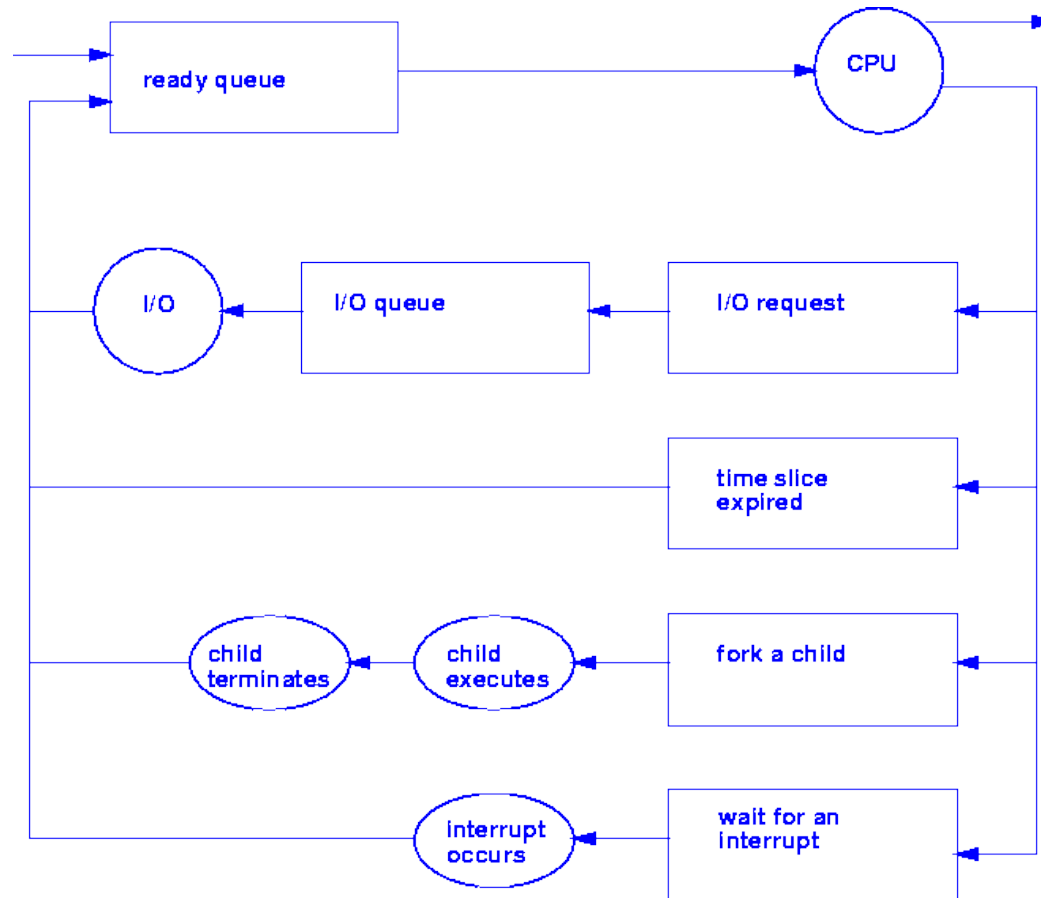 ready queue
CPU
I/O
I/O queue
I/O request
time slice
expired
child
terminates
child
executes
fork a child
interrupt
occurs
wait for an
interrupt